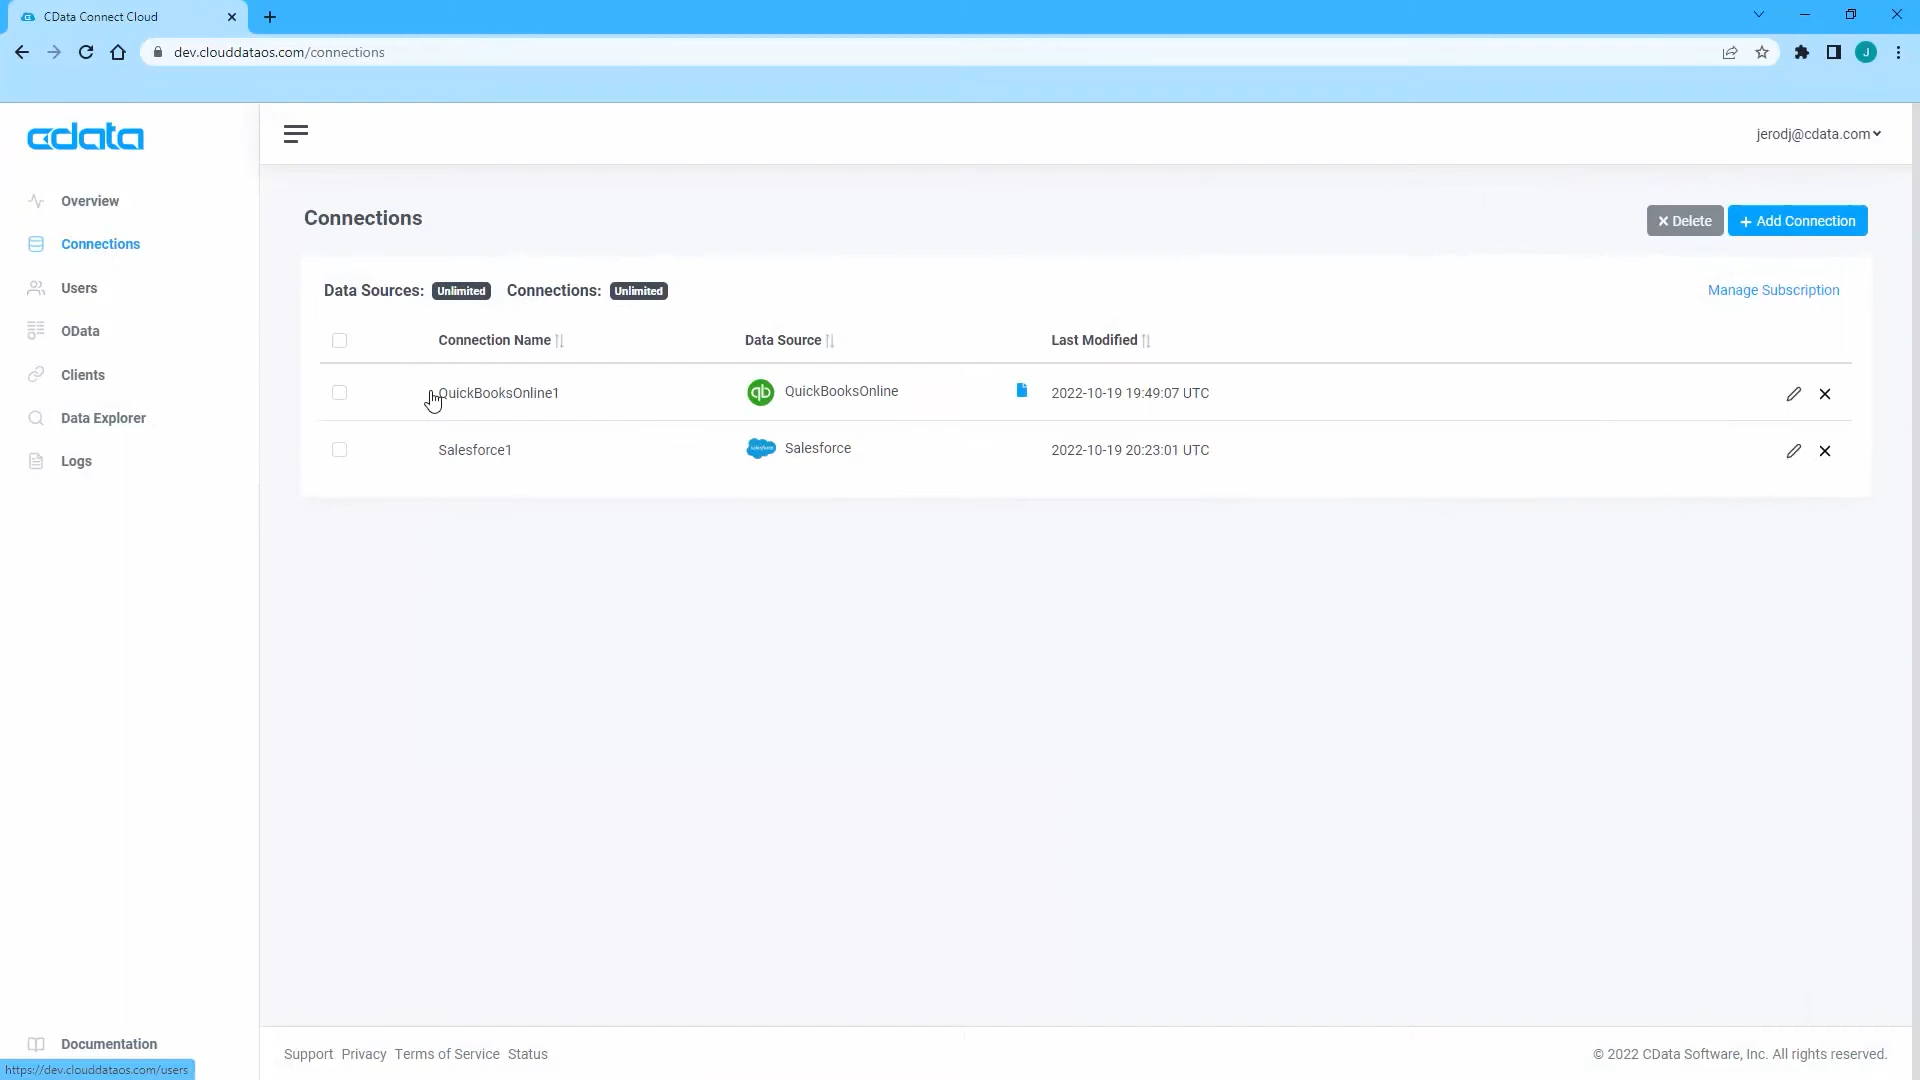 CData Connect Cloud
dev.clouddataos.com/connections
J
cdata
jerodj@cdata.com
Overview
Connections
Users
OData
Clients
Data Explorer
Logs
Connections
Delete
+ Add Connection
Data Sources: Unlimited Connections: Unlimited
Manage Subscription
Connection Name Data Source Last Modified
QuickBooksOnline1 qb QuickBooksOnline 2022-10-19 19:49:07 UTC
Salesforce1 salesforce Salesforce 2022-10-19 20:23:01 UTC
Documentation
https://dev.clouddataos.com/users
Support Privacy Terms of Service Status
© 2022 CData Software, Inc. All rights reserved.